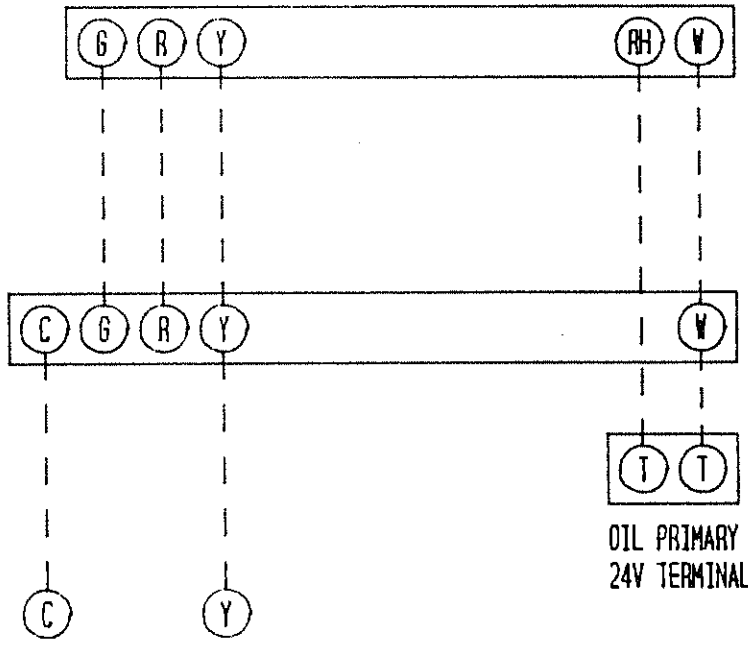 G R Y RH W
C G R Y W
T T
OIL PRIMARY
24V TERMINAL
C Y